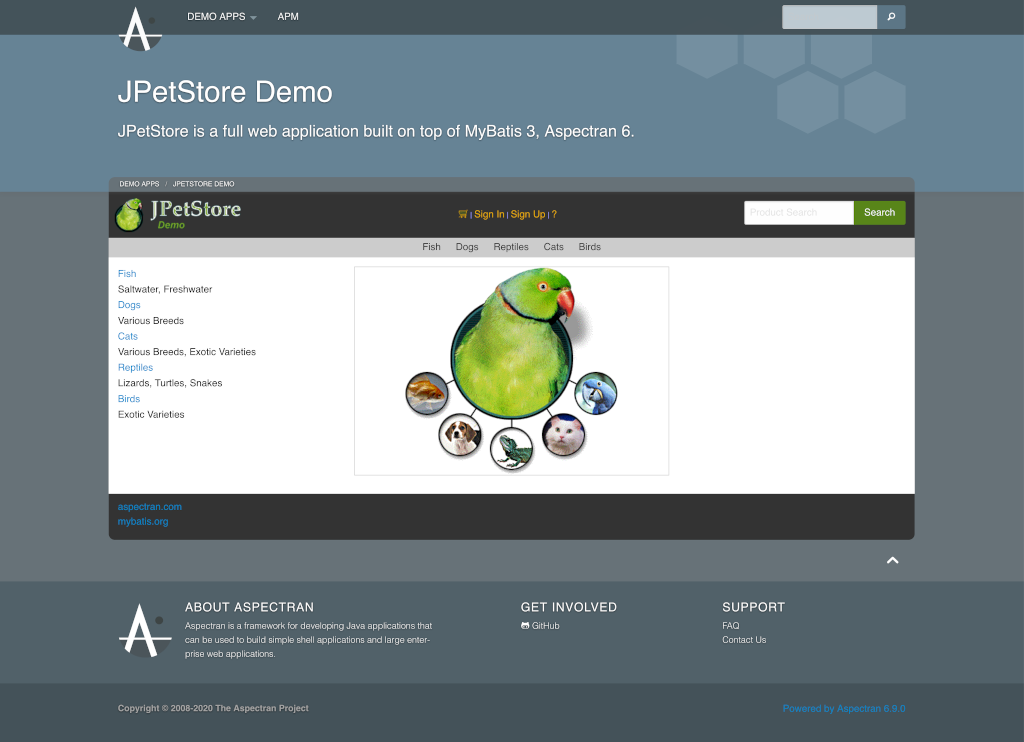 DEMO APPS APM
JPetStore Demo
JPetStore is a full web application built on top of MyBatis 3, Aspectran 6.
DEMO APPS / JPETSTORE DEMO
JPetStore
Demo
| Sign In | Sign Up | ?
Product Search Search
Fish Dogs Reptiles Cats Birds
Fish
Saltwater, Freshwater
Dogs
Various Breeds
Cats
Various Breeds, Exotic Varieties
Reptiles
Lizards, Turtles, Snakes
Birds
Exotic Varieties
aspectran.com
mybatis.org
ABOUT ASPECTRAN
Aspectran is a framework for developing Java applications that
can be used to build simple shell applications and large enter-
prise web applications.
GET INVOLVED
GitHub
SUPPORT
FAQ
Contact Us
Copyright © 2008-2020 The Aspectran Project
Powered by Aspectran 6.9.0